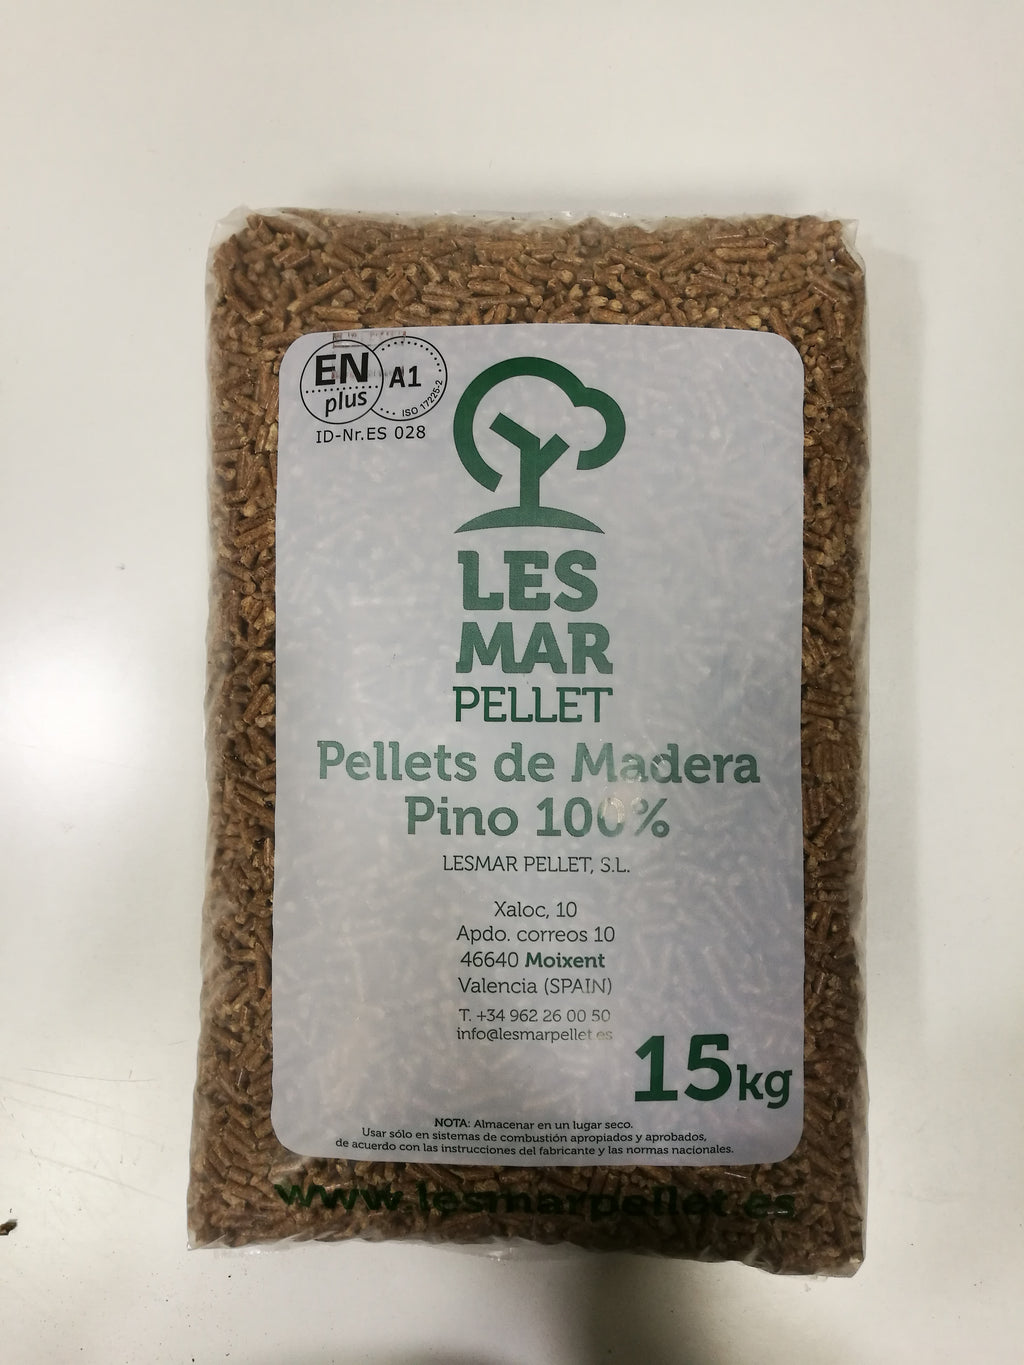 EN
plus
A1
ISO 17225-2
ID-Nr.ES 028
LES
MAR
PELLET
Pellets de Madera
Pino 100%
LESMAR PELLET, S.L.
Xaloc, 10
Apdo. correos 10
46640 Moixent
Valencia (SPAIN)
T. +34 962 26 00 50
info@lesmarpellet.es
15kg
NOTA: Almacenar en un lugar seco.
Usar sólo en sistemas de combustión apropiados y aprobados,
de acuerdo con las instrucciones del fabricante y las normas nacionales.
www.lesmarpellet.es